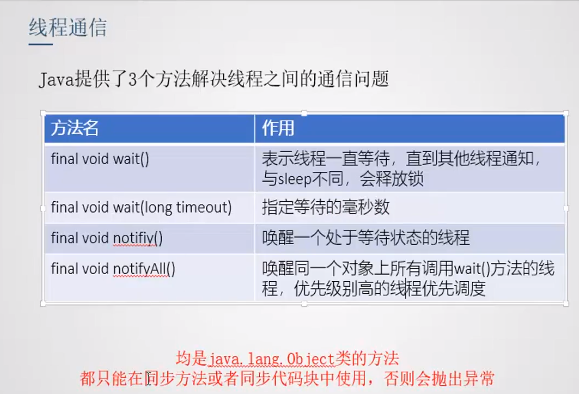 线程通信
Java提供了3个方法解决线程之间的通信问题
方法名 作用
final void wait() 表示线程一直等待，直到其他线程通知，
与sleep不同，会释放锁
final void wait(long timeout) 指定等待的毫秒数
final void notifiy() 唤醒一个处于等待状态的线程
final void notifyAll() 唤醒同一个对象上所有调用wait()方法的线
程，优先级别高的线程优先调度
均是java.lang.Object类的方法
都只能在同步方法或者同步代码块中使用，否则会抛出异常